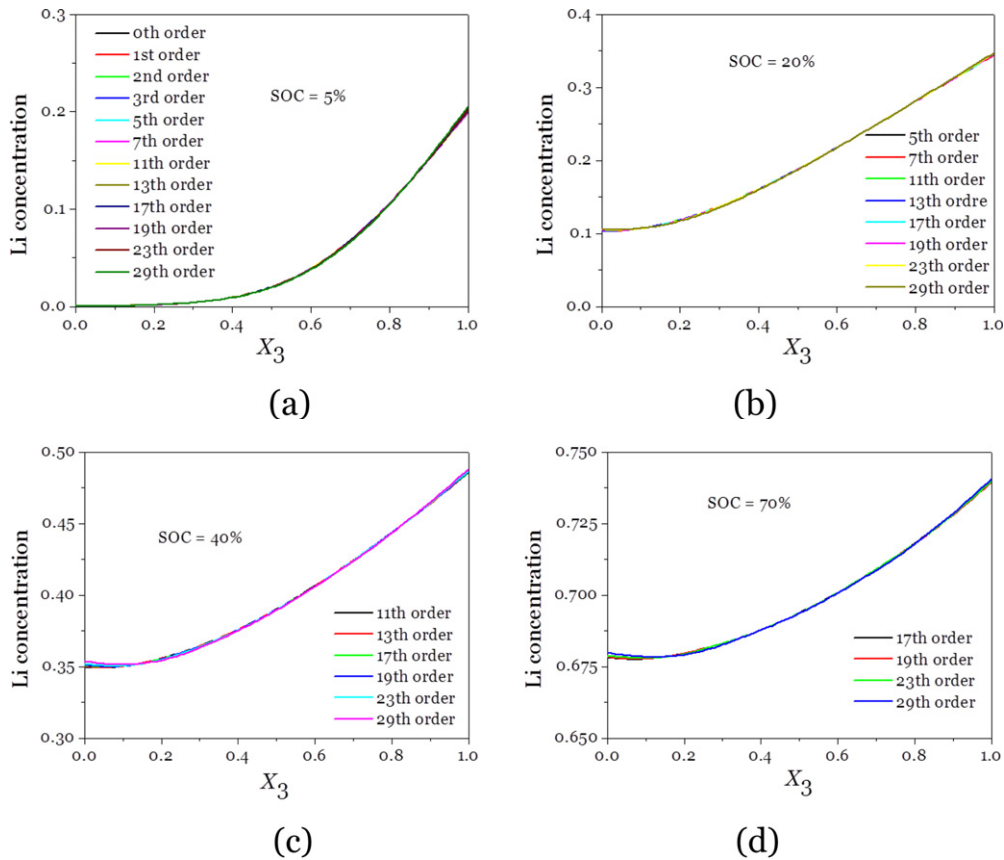 0.3
0.2
0.1
0.0
Li concentration
0th order
1st order
2nd order
3rd order
5th order
7th order
11th order
13th order
17th order
19th order
23th order
29th order
SOC = 5%
0.0 0.2 0.4 0.6 0.8 1.0
X3
(a)
0.4
0.3
0.2
0.1
0.0
Li concentration
SOC = 20%
5th order
7th order
11th order
13th ordre
17th order
19th order
23th order
29th order
0.0 0.2 0.4 0.6 0.8 1.0
X3
(b)
0.50
0.45
0.40
0.35
0.30
Li concentration
SOC = 40%
11th order
13th order
17th order
19th order
23th order
29th order
0.0 0.2 0.4 0.6 0.8 1.0
X3
(c)
0.750
0.725
0.700
0.675
0.650
Li concentration
SOC = 70%
17th order
19th order
23th order
29th order
0.0 0.2 0.4 0.6 0.8 1.0
X3
(d)